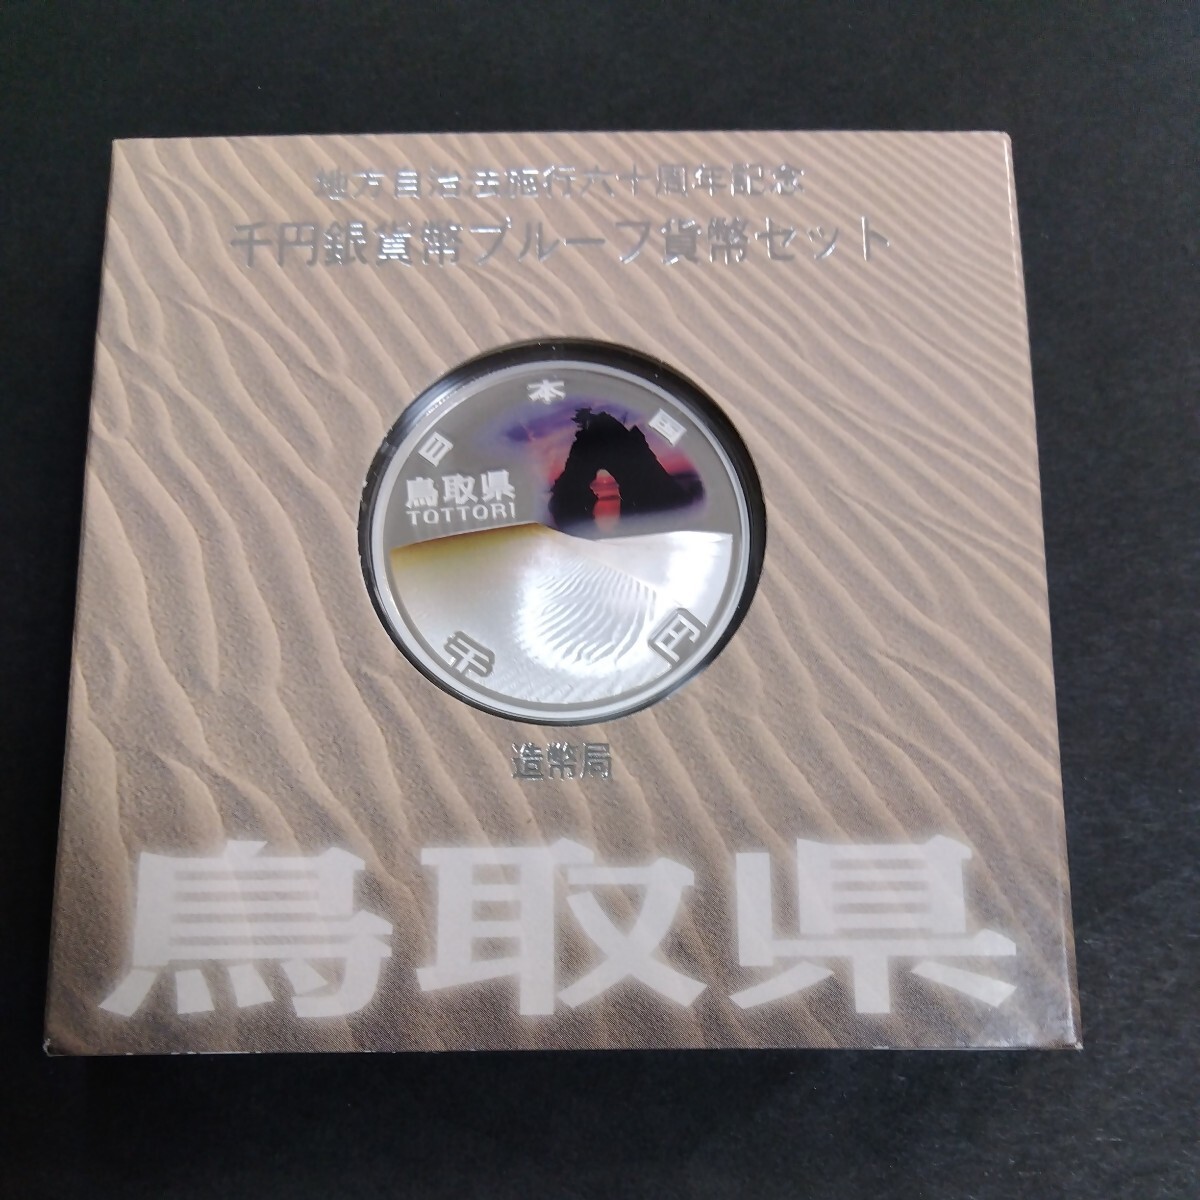 地方自治法施行六十周年記念
千円銀貨幣プルーフ貨幣セット
日本国
鳥取県
TOTTORI
千円
造幣局
鳥取県